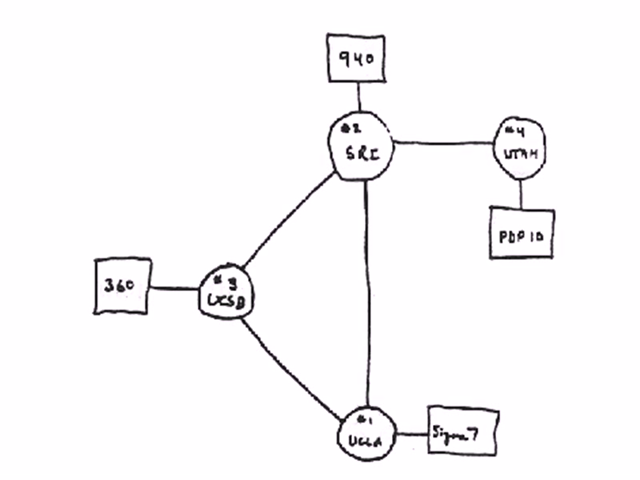 940
#2
SRI
#4
UTAH
PDP 10
360
#3
UCSB
#1
UCLA
Sigma 7